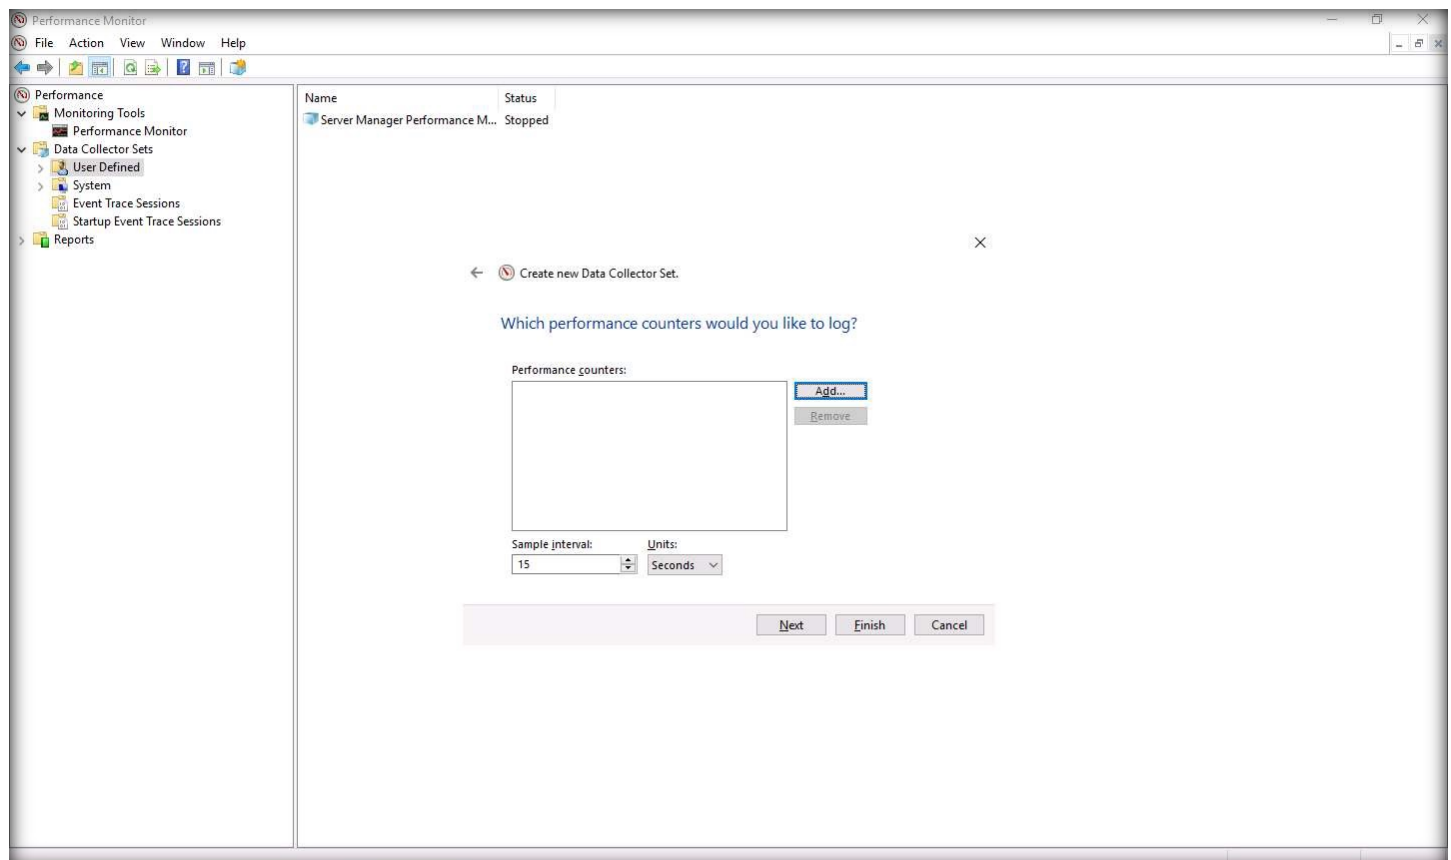 Performance Monitor
File Action View Window Help
Performance
Monitoring Tools
Performance Monitor
Data Collector Sets
User Defined
System
Event Trace Sessions
Startup Event Trace Sessions
Reports
Name Status
Server Manager Performance M... Stopped
Create new Data Collector Set.
Which performance counters would you like to log?
Performance counters:
Add...
Remove
Sample interval: Units:
15 Seconds
Next Finish Cancel